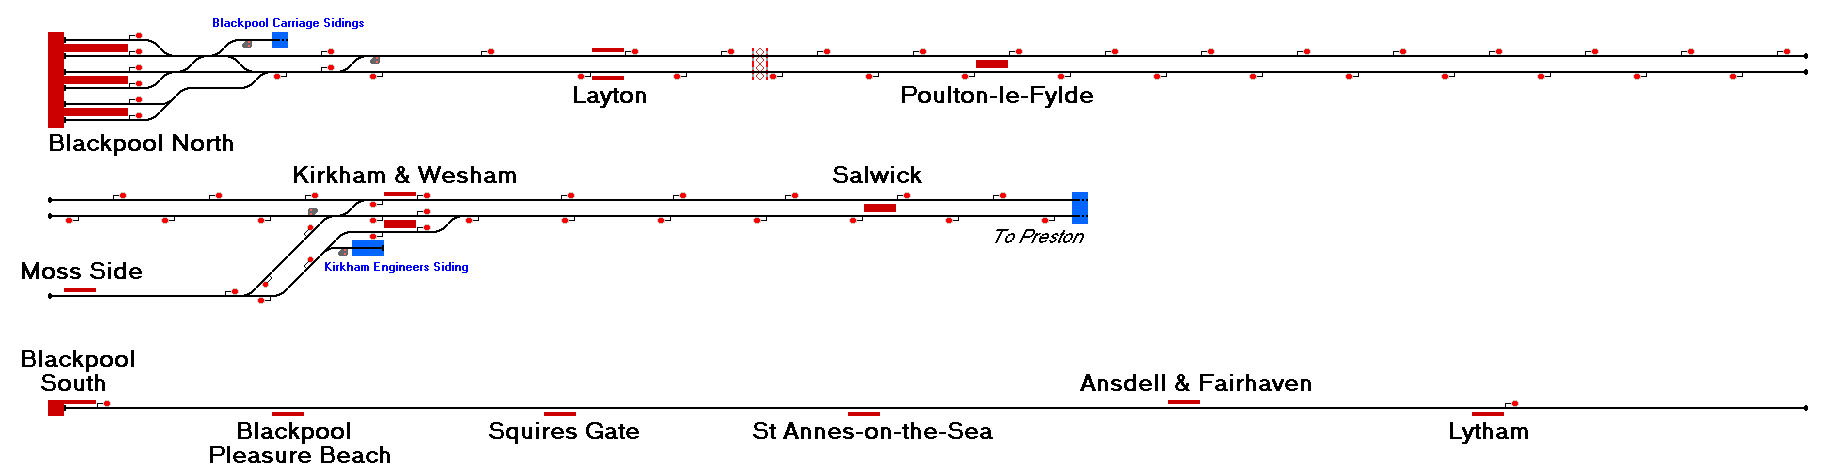 Blackpool Carriage Sidings
Layton
Poulton-le-Fylde
Blackpool North
Kirkham & Wesham
Salwick
To Preston
Kirkham Engineers Siding
Moss Side
Blackpool
South
Ansdell & Fairhaven
Blackpool
Pleasure Beach
Squires Gate
St Annes-on-the-Sea
Lytham